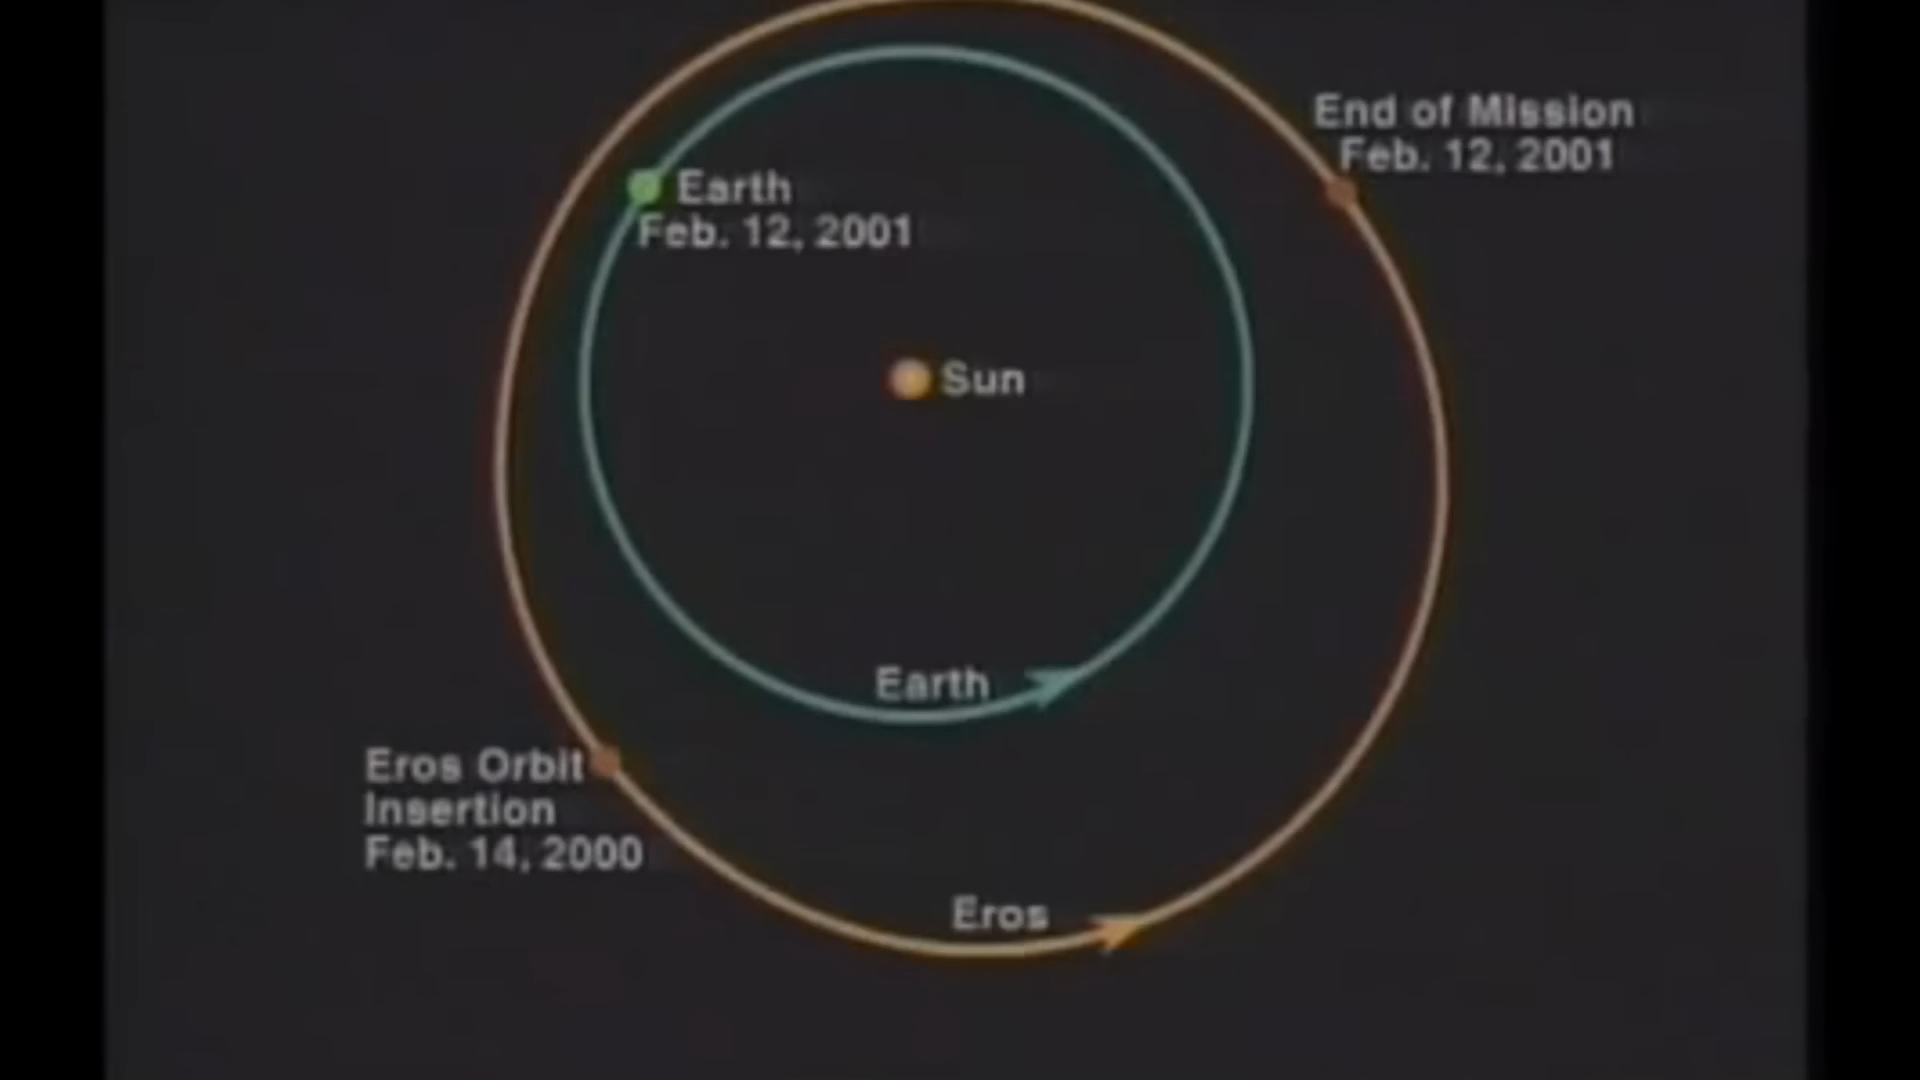 End of Mission
Feb. 12, 2001
Earth
Feb. 12, 2001
Sun
Earth
Eros Orbit
Insertion
Feb. 14, 2000
Eros